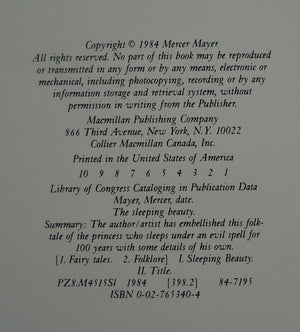 Copyright © 1984 Mercer Mayer
All rights reserved. No part of this book may be reproduced
or transmitted in any form or by any means, electronic or
mechanical, including photocopying, recording or by any
information storage and retrieval system, without
permission in writing from the Publisher.
Macmillan Publishing Company
866 Third Avenue, New York, N.Y. 10022
Collier Macmillan Canada, Inc.
Printed in the United States of America
10 9 8 7 6 5 4 3 2 1
Library of Congress Cataloging in Publication Data
Mayer, Mercer, date.
The sleeping beauty.
Summary: The author/artist has embellished this folk-
tale of the princess who sleeps under an evil spell for
100 years with some details of his own.
[1. Fairy tales. 2. Folklore] I. Sleeping Beauty.
II. Title.
PZ8.M4515Sl 1984 [398.2] 84-7195
ISBN 0-02-765340-4